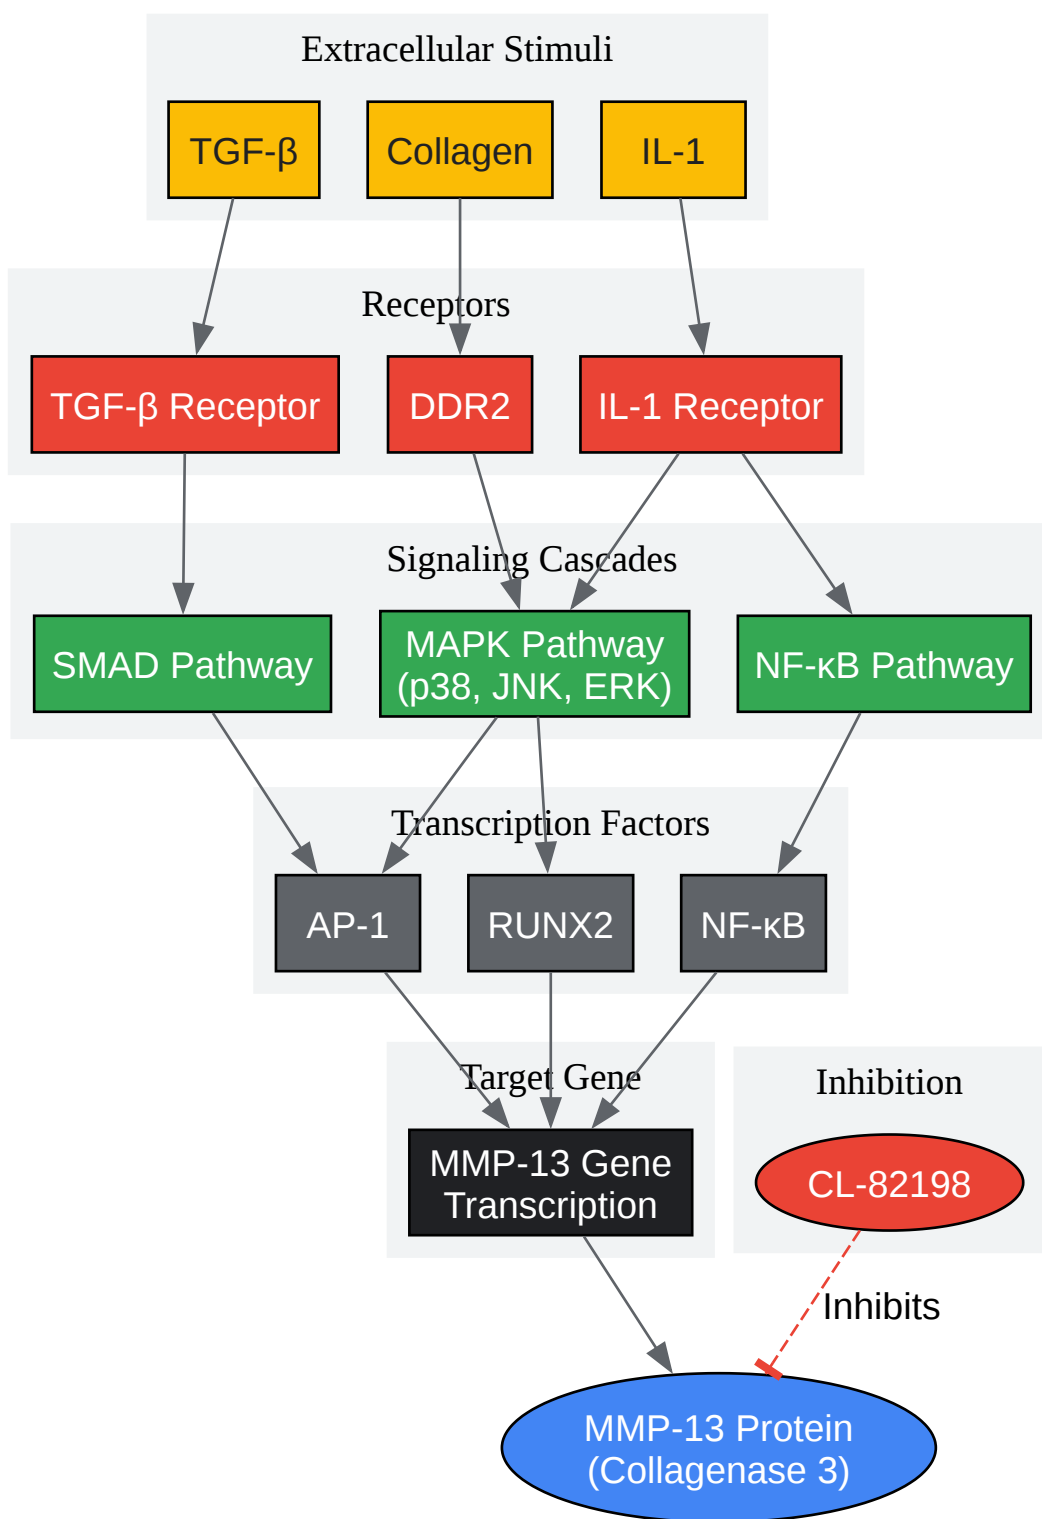 Extracellular Stimuli
TGF-β
Collagen
IL-1
Receptors
TGF-β Receptor
DDR2
IL-1 Receptor
Signaling Cascades
SMAD Pathway
MAPK Pathway
(p38, JNK, ERK)
NF-κB Pathway
Transcription Factors
AP-1
RUNX2
NF-κB
Target Gene
MMP-13 Gene
Transcription
Inhibition
CL-82198
Inhibits
MMP-13 Protein
(Collagenase 3)